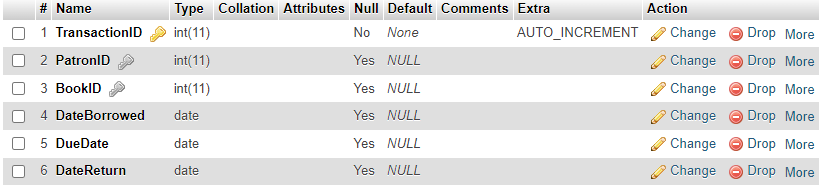 # Name Type Collation Attributes Null Default Comments Extra Action
1 TransactionID int(11) No None AUTO_INCREMENT Change Drop More
2 PatronID int(11) Yes NULL Change Drop More
3 BookID int(11) Yes NULL Change Drop More
4 DateBorrowed date Yes NULL Change Drop More
5 DueDate date Yes NULL Change Drop More
6 DateReturn date Yes NULL Change Drop More